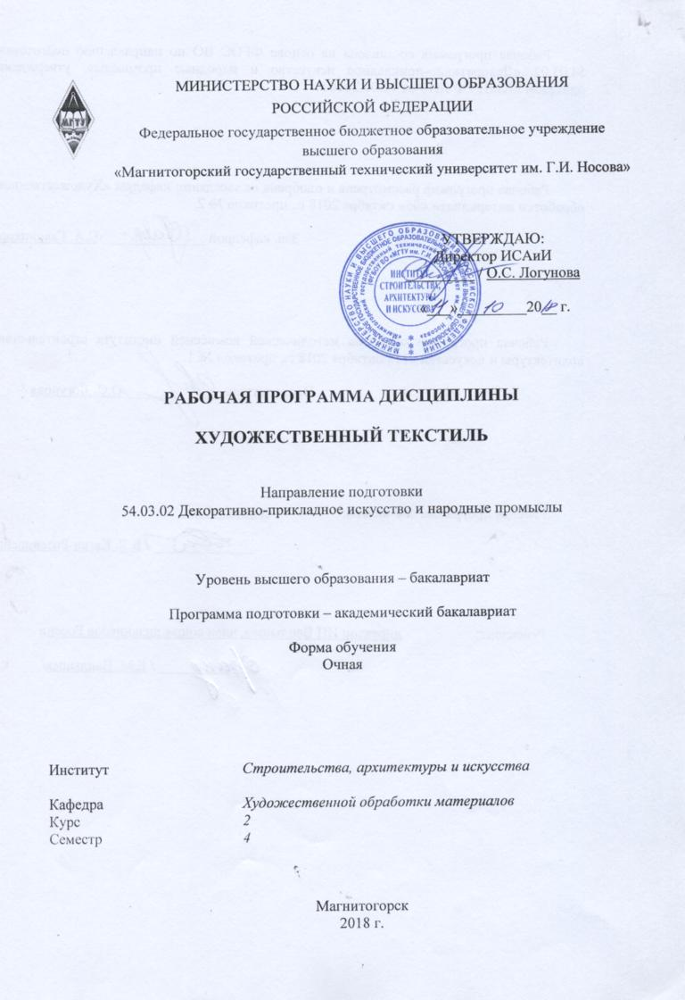 МГТУ
МИНИСТЕРСТВО НАУКИ И ВЫСШЕГО ОБРАЗОВАНИЯ
РОССИЙСКОЙ ФЕДЕРАЦИИ
Федеральное государственное бюджетное образовательное учреждение
высшего образования
«Магнитогорский государственный технический университет им. Г.И. Носова»
УТВЕРЖДАЮ:
Директор ИСАиИ
/ О.С. Логунова
« » 10 2018 г.
ИНСТИТУТ
СТРОИТЕЛЬСТВА,
АРХИТЕКТУРЫ
И ИСКУССТВА
РАБОЧАЯ ПРОГРАММА ДИСЦИПЛИНЫ
ХУДОЖЕСТВЕННЫЙ ТЕКСТИЛЬ
Направление подготовки
54.03.02 Декоративно-прикладное искусство и народные промыслы
Уровень высшего образования – бакалавриат
Программа подготовки – академический бакалавриат
Форма обучения
Очная
Институт Строительства, архитектуры и искусства
Кафедра Художественной обработки материалов
Курс 2
Семестр 4
Магнитогорск
2018 г.